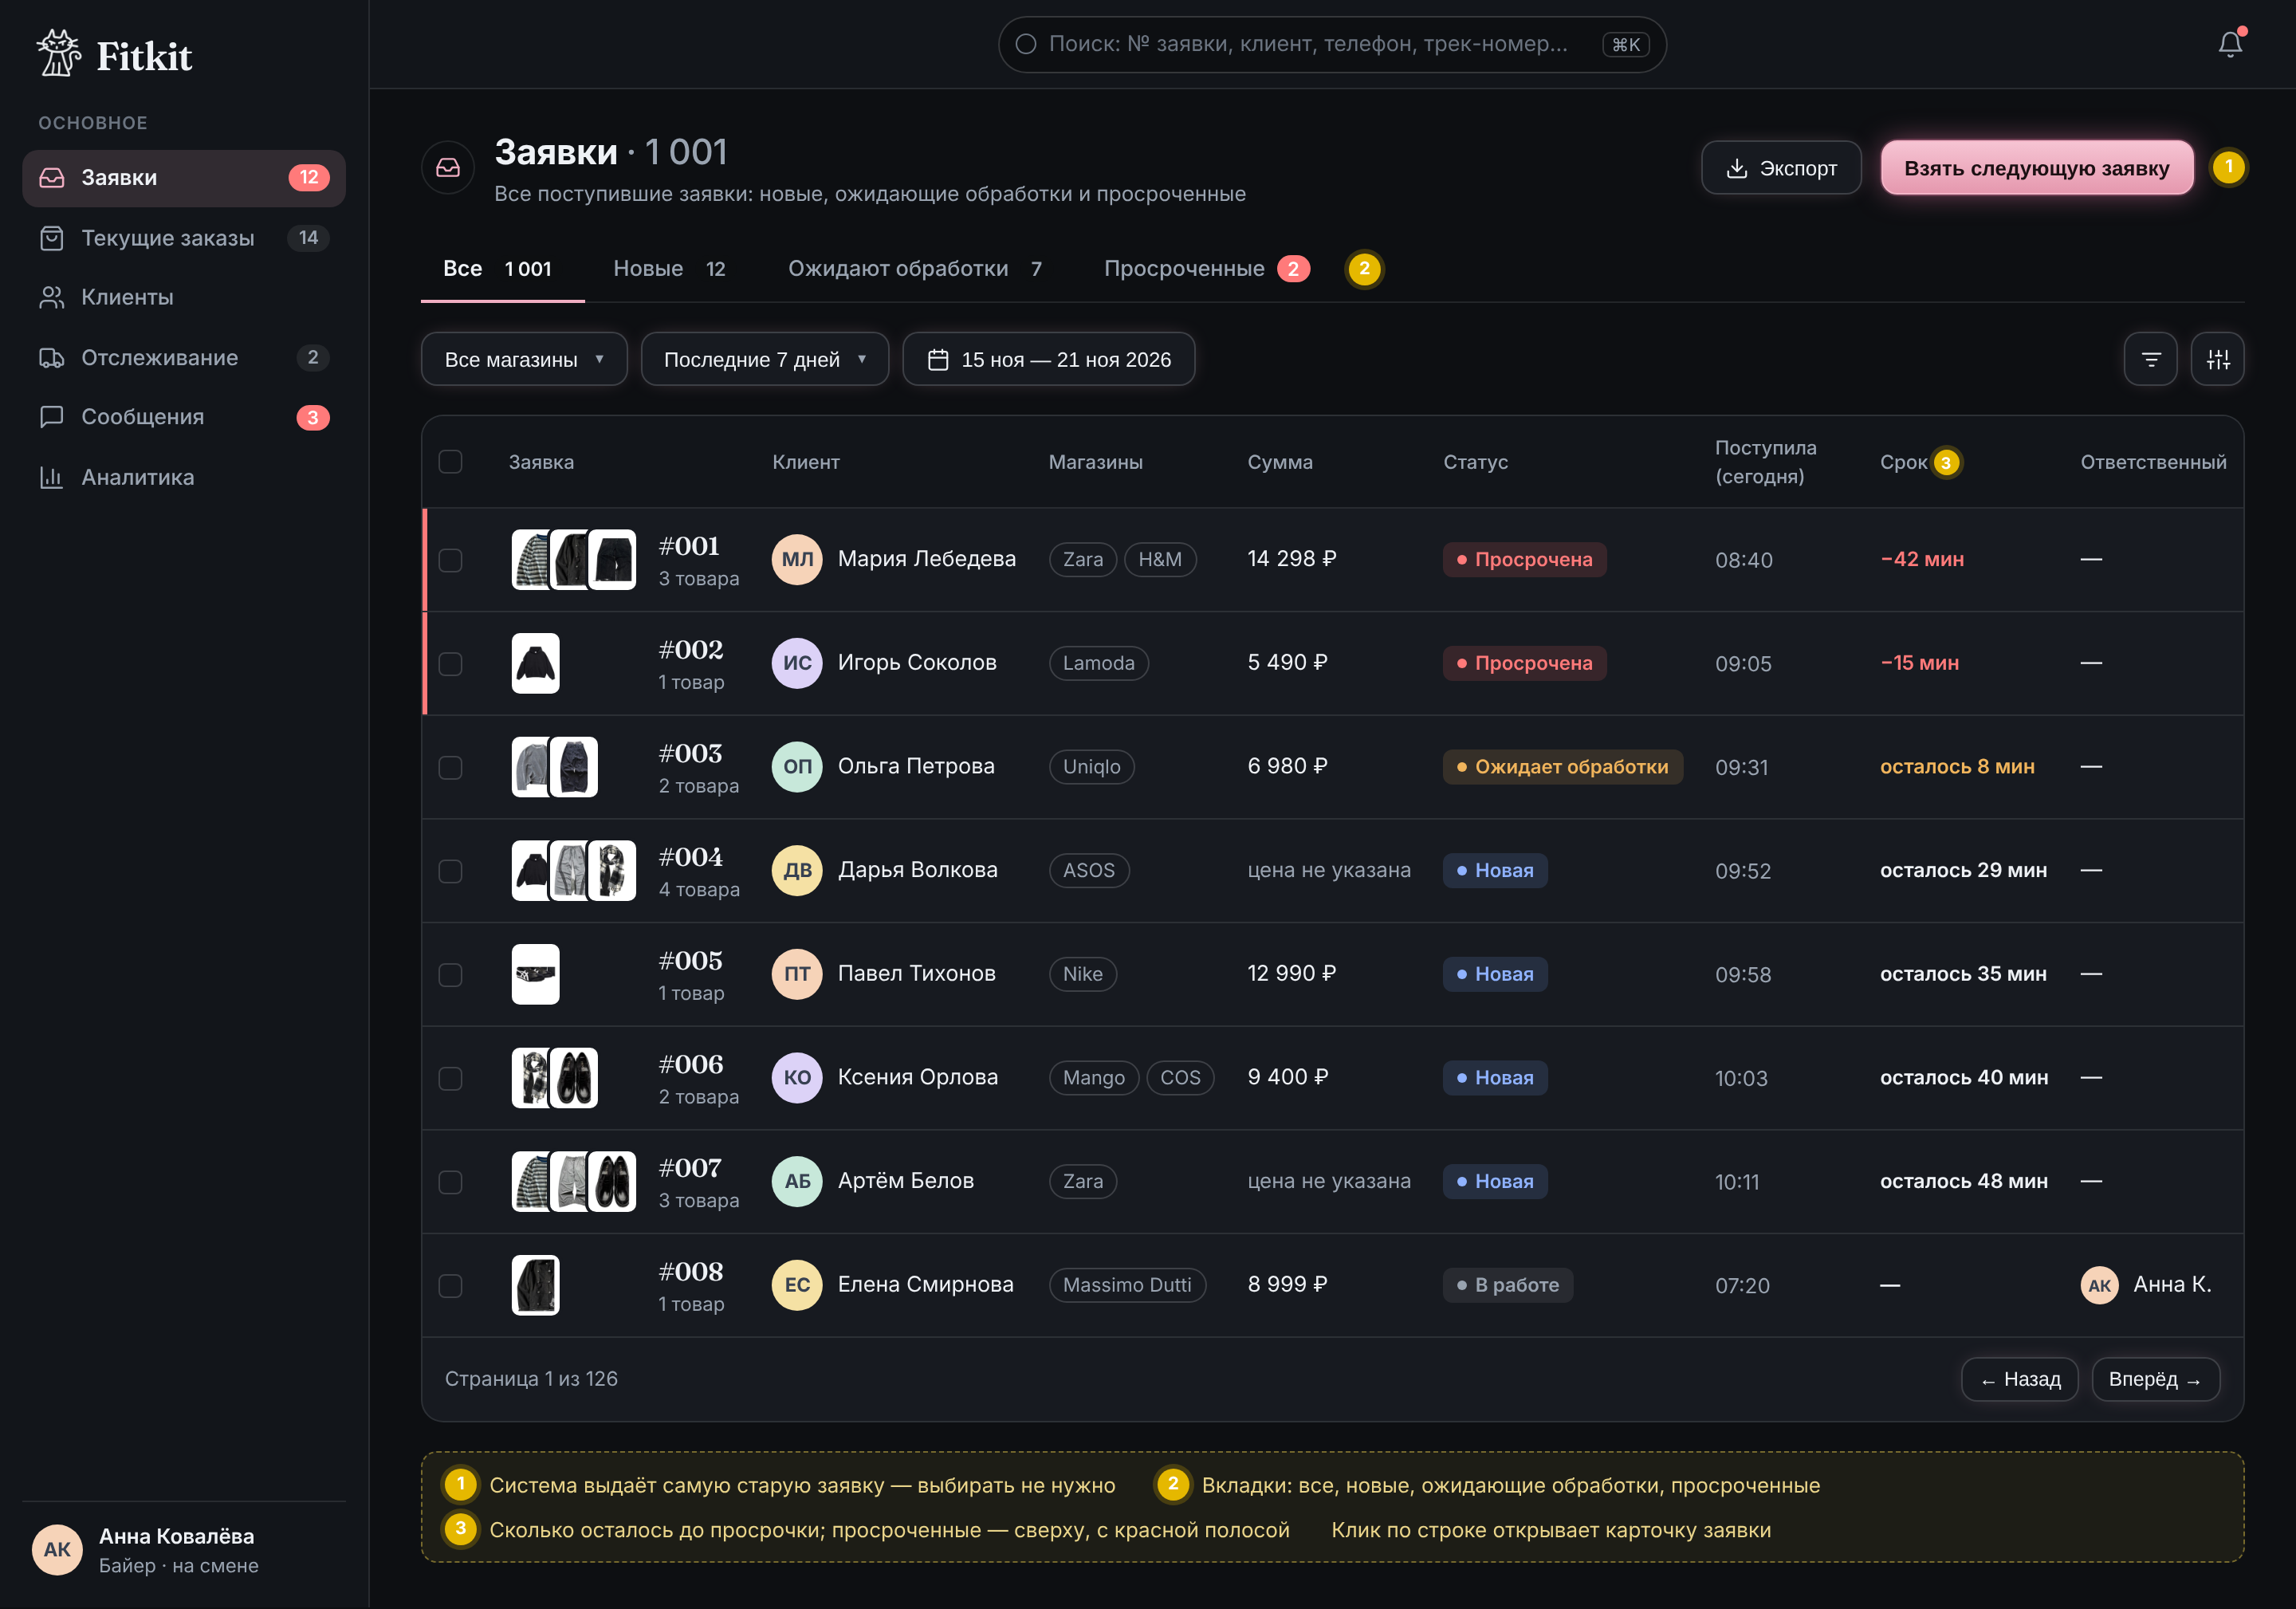 Fitkit
Поиск: № заявки, клиент, телефон, трек-номер... ⌘K
ОСНОВНОЕ
Заявки 12
Текущие заказы 14
Клиенты
Отслеживание 2
Сообщения 3
Аналитика
АК Анна Ковалёва
Байер · на смене
Заявки · 1 001
Все поступившие заявки: новые, ожидающие обработки и просроченные
Экспорт
Взять следующую заявку 1
Все 1 001 Новые 12 Ожидают обработки 7 Просроченные 2 2
Все магазины ▼ Последние 7 дней ▼ 15 ноя — 21 ноя 2026
Заявка Клиент Магазины Сумма Статус Поступила (сегодня) Срок 3 Ответственный
#001 МЛ Мария Лебедева Zara H&M 14 298 ₽ Просрочена 08:40 −42 мин —
3 товара
#002 ИС Игорь Соколов Lamoda 5 490 ₽ Просрочена 09:05 −15 мин —
1 товар
#003 ОП Ольга Петрова Uniqlo 6 980 ₽ Ожидает обработки 09:31 осталось 8 мин —
2 товара
#004 ДВ Дарья Волкова ASOS цена не указана Новая 09:52 осталось 29 мин —
4 товара
#005 ПТ Павел Тихонов Nike 12 990 ₽ Новая 09:58 осталось 35 мин —
1 товар
#006 КО Ксения Орлова Mango COS 9 400 ₽ Новая 10:03 осталось 40 мин —
2 товара
#007 АБ Артём Белов Zara цена не указана Новая 10:11 осталось 48 мин —
3 товара
#008 ЕС Елена Смирнова Massimo Dutti 8 999 ₽ В работе 07:20 — АК Анна К.
1 товар
Страница 1 из 126 ← Назад Вперёд →
1 Система выдаёт самую старую заявку — выбирать не нужно 2 Вкладки: все, новые, ожидающие обработки, просроченные
3 Сколько осталось до просрочки; просроченные — сверху, с красной полосой Клик по строке открывает карточку заявки